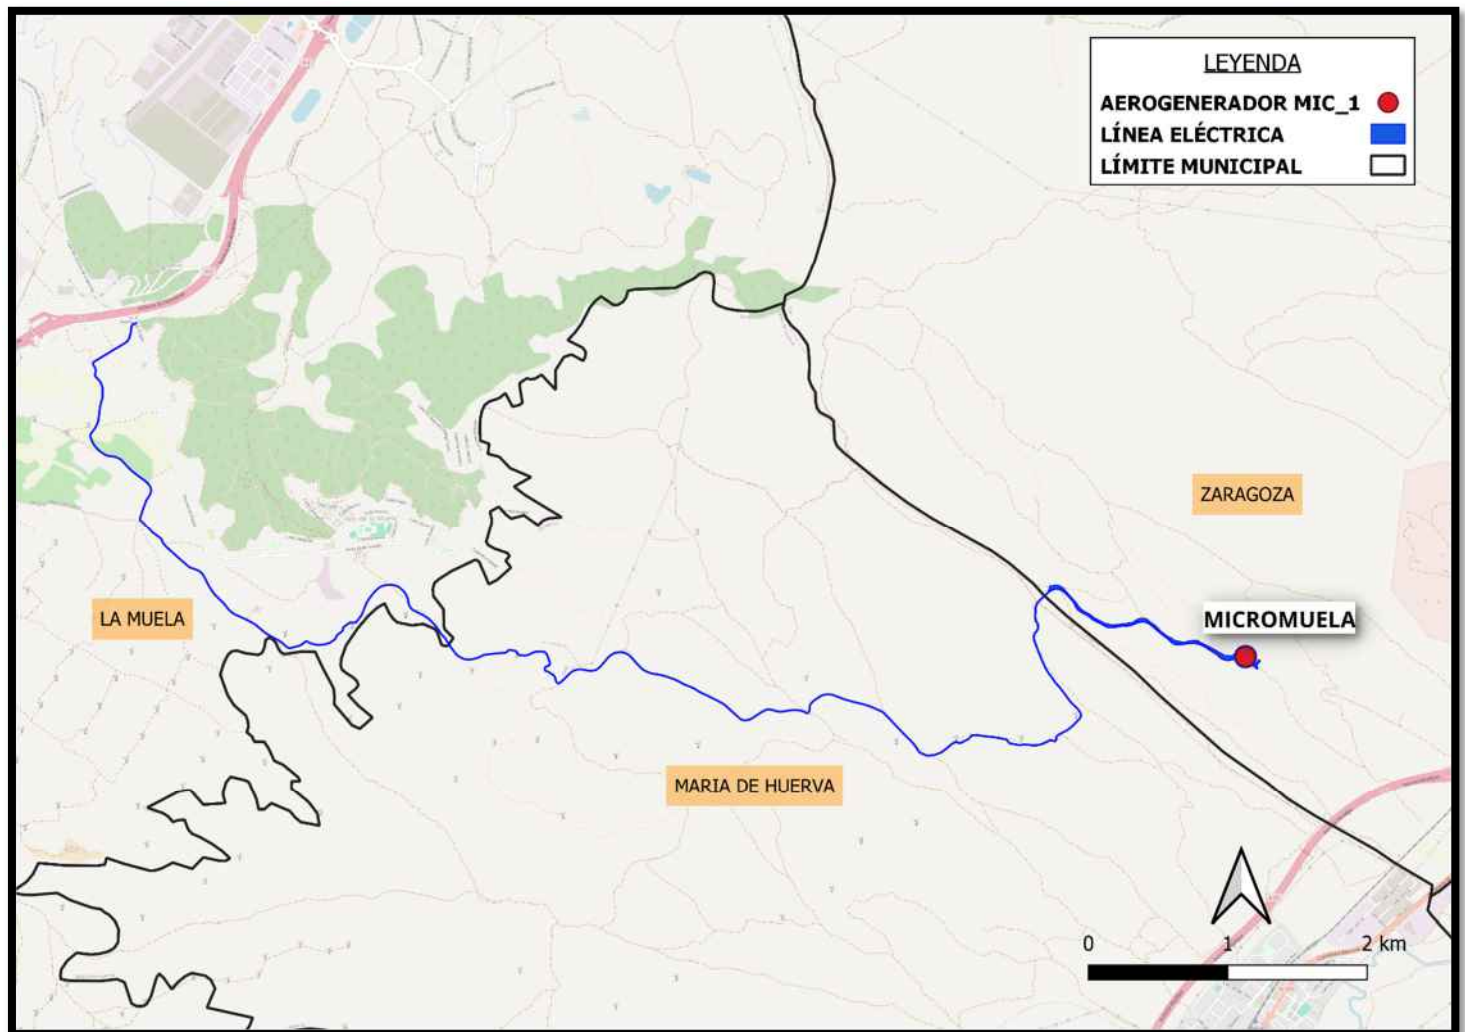 LEYENDA
AEROGENERADOR MIC_1
LÍNEA ELÉCTRICA
LÍMITE MUNICIPAL
ZARAGOZA
LA MUELA
MICROMUELA
MARIA DE HUERVA
0 1 2 km